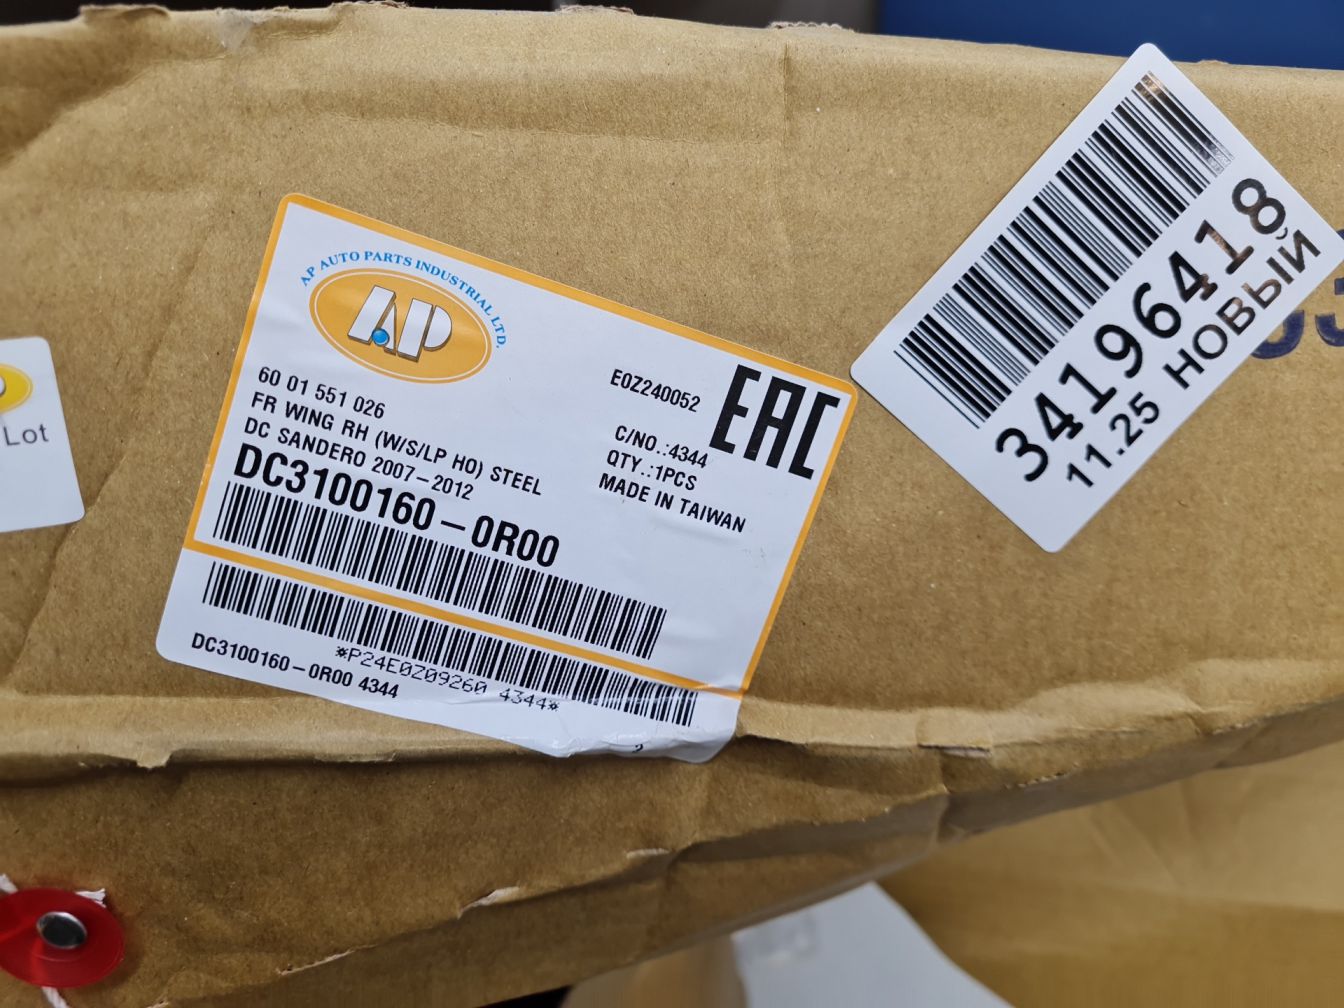 AP AUTO PARTS INDUSTRIAL LTD.
AP
60 01 551 026
FR WING RH (W/S/LP HO) STEEL
DC SANDERO 2007-2012
DC3100160-0R00
E0Z240052
EAC
C/NO.:4344
QTY.:1PCS
MADE IN TAIWAN
*P24E0Z09260 4344*
DC3100160-0R00 4344
2
34196418
11.25 НОВЫЙ
Lot